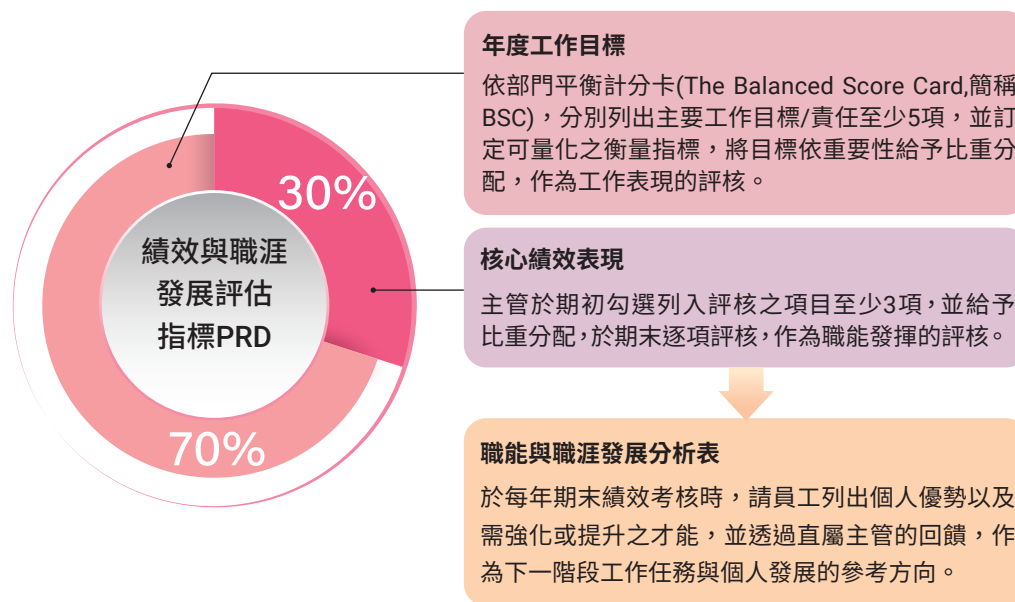 年度工作目標
依部門平衡計分卡(The Balanced Score Card,簡稱
BSC)，分別列出主要工作目標/責任至少5項，並訂
定可量化之衡量指標，將目標依重要性給予比重分
配，作為工作表現的評核。
30%
績效與職涯
發展評估
指標PRD
70%
核心績效表現
主管於期初勾選列入評核之項目至少3項，並給予
比重分配，於期末逐項評核，作為職能發揮的評核。
職能與職涯發展分析表
於每年期末績效考核時，請員工列出個人優勢以及
需強化或提升之才能，並透過直屬主管的回饋，作
為下一階段工作任務與個人發展的參考方向。